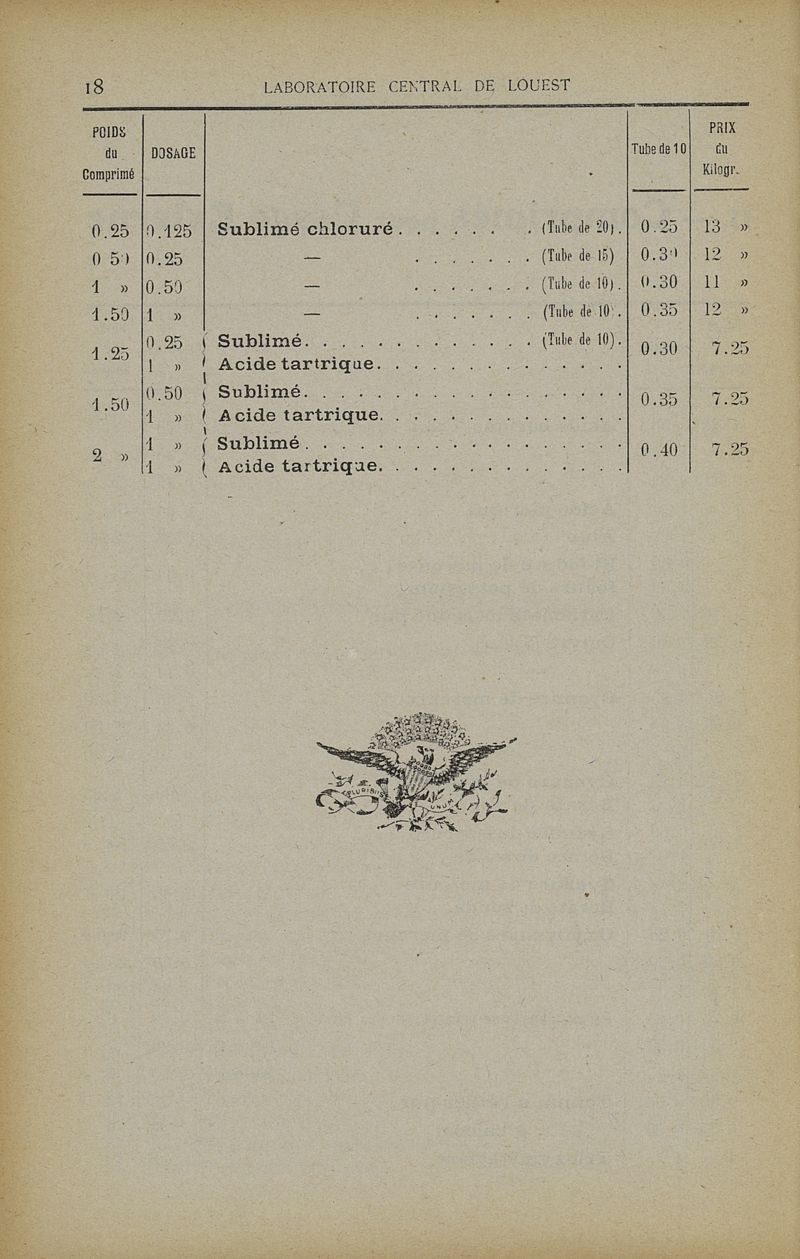 18 LABORATOIRE CENTRAL DE LOUEST
POIDS du Comprimé DOSAGE Tube de 10 PRIX du Kilogr.
0.25 0.125 Sublimé chloruré. . . . . . . (Tube de 20). 0.25 13 »
0 50 0.25 — . . . . . . . (Tube de 15) 0.30 12 »
1 » 0.50 — . . . . . . . (Tube de 10). 0.30 11 »
1.50 1 » — . . . . . . . (Tube de 10). 0.35 12 »
1.25 0.25 Sublimé. . . . . . . . . . . . . (Tube de 10). 0.30 7.25
1 » Acide tartrique. . . . . . . . . . . . . .
1.50 0.50 Sublimé. . . . . . . . . . . . . . . . . . 0.35 7.25
1 » Acide tartrique. . . . . . . . . . . . . .
2 » 1 » Sublimé . . . . . . . . . . . . . . . . . . 0.40 7.25
1 » Acide tartrique. . . . . . . . . . . . . .
PLURIBUS
UNUM